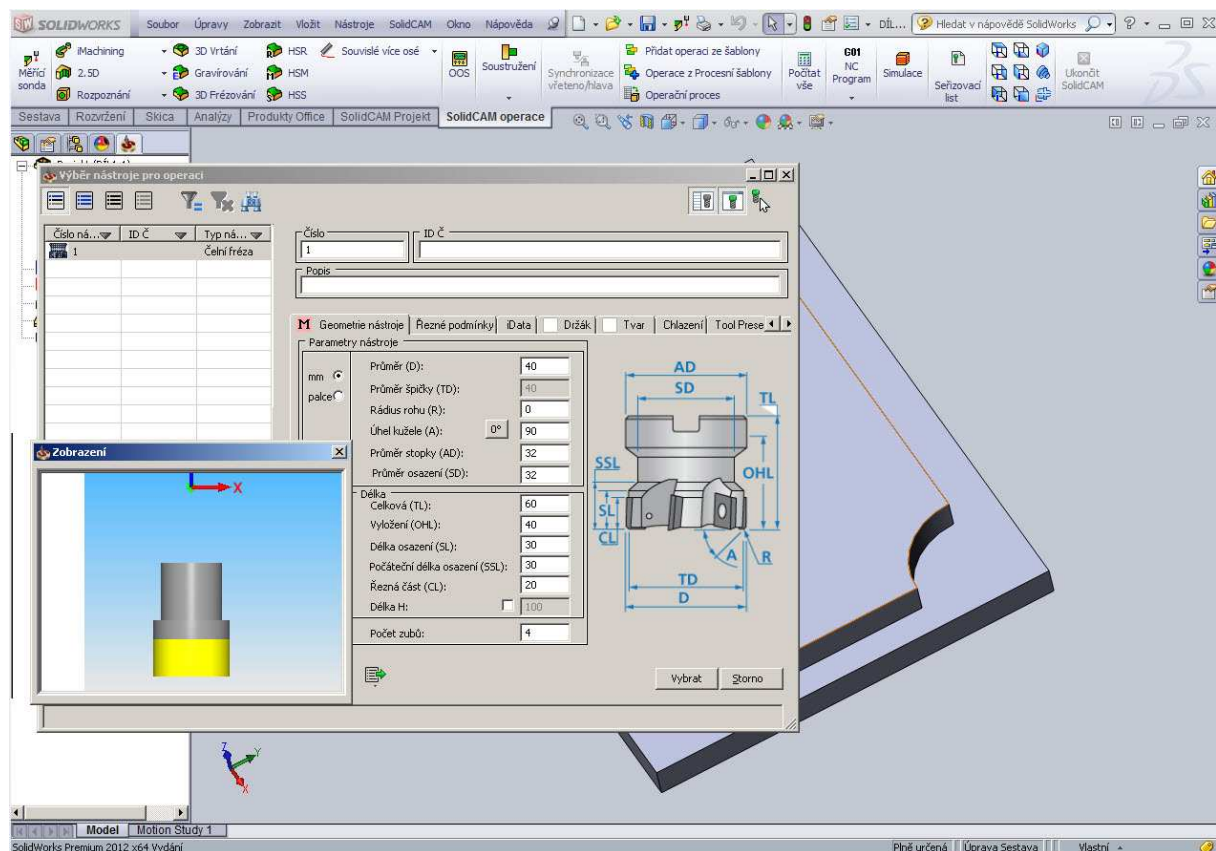 SOLIDWORKS Soubor Úpravy Zobrazit Vložit Nástroje SolidCAM Okno Nápověda DÍL... Hledat v nápovědě SolidWorks
Měřící sonda
iMachining
2.5D
Rozpoznání
3D Vrtání
Gravírování
3D Frézování
HSR
HSM
HSS
Souvislé více osé
OOS
Soustružení
Synchronizace vřeteno/hlava
Přidat operaci ze šablony
Operace z Procesní šablony
Operační proces
Počítat vše
G01
NC Program
Simulace
Seřizovací list
Ukončit SolidCAM
Sestava Rozvržení Skica Analýzy Produkty Office SolidCAM Projekt SolidCAM operace
Výběr nástroje pro operaci
Číslo ná... ID Č Typ ná...
1 Čelní fréza
Číslo
1
ID Č
Popis
M Geometrie nástroje Řezné podmínky iData Držák Tvar Chlazení Tool Prese
Parametry nástroje
mm
palce
Průměr (D): 40
Průměr špičky (TD): 40
Rádius rohu (R): 0
Úhel kužele (A): 0° 90
Průměr stopky (AD): 32
Průměr osazení (SD): 32
Délka
Celková (TL): 60
Vyložení (OHL): 40
Délka osazení (SL): 30
Počáteční délka osazení (SSL): 30
Řezná část (CL): 20
Délka H: 100
Počet zubů: 4
AD
SD
TL
SSL
OHL
SL
CL
A
R
TD
D
Vybrat Storno
Zobrazení
X
Z
Y
X
Model Motion Study 1
SolidWorks Premium 2012 x64 Vydání Plně určená Úprava Sestava Vlastní